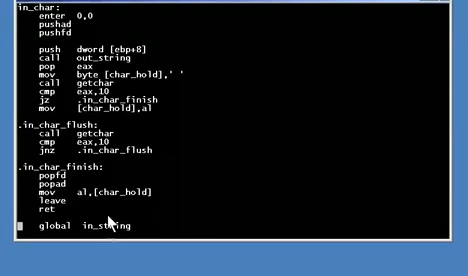 in_char:
enter 0,0
pushad
pushfd
push dword [ebp+8]
call out_string
pop eax
mov byte [char_hold],' '
call getchar
cmp eax,10
jz .in_char_finish
mov [char_hold],al
.in_char_flush:
call getchar
cmp eax,10
jnz .in_char_flush
.in_char_finish:
popfd
popad
mov al,[char_hold]
leave
ret
global in_string